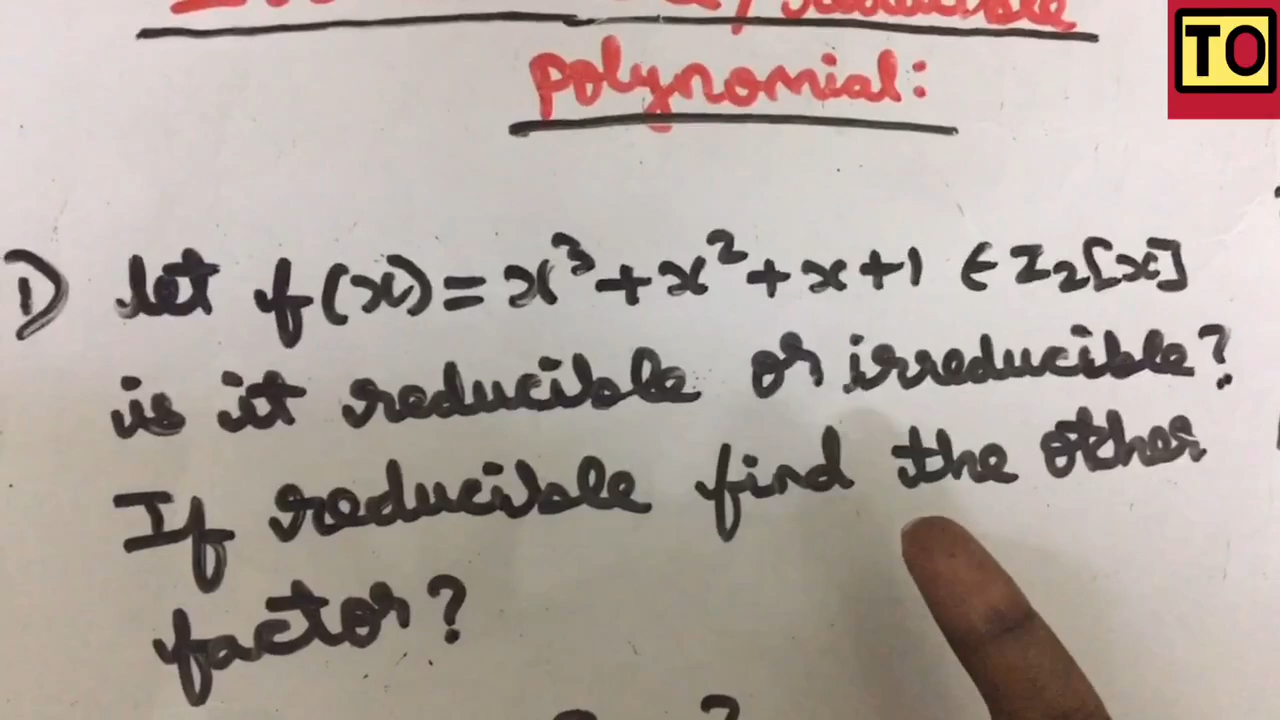 TO
polynomial:
1) let f(x) = x³ + x² + x + 1 ∈ Z₂[x]
is it reducible or irreducible?
If reducible find the other
factor?